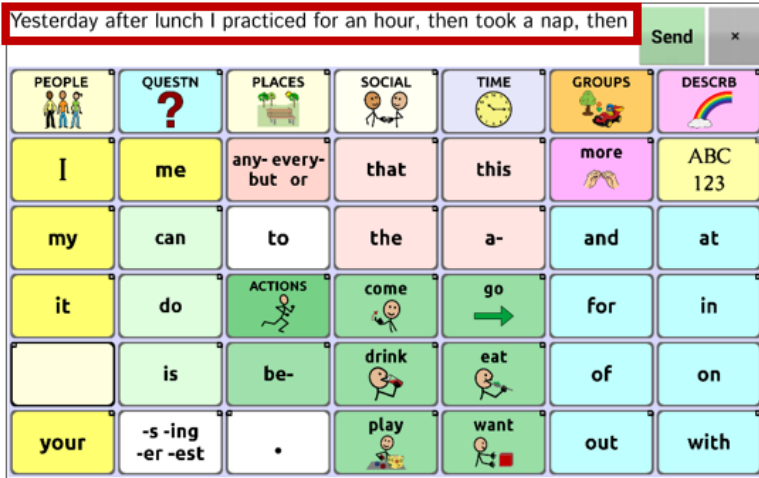 Yesterday after lunch I practiced for an hour, then took a nap, then
Send ×
PEOPLE QUESTN PLACES SOCIAL TIME GROUPS DESCRB
?
I me any- every- that this more ABC
but or 123
my can to the a- and at
it do ACTIONS come go for in
is be- drink eat of on
your -s -ing . play want out with
-er -est